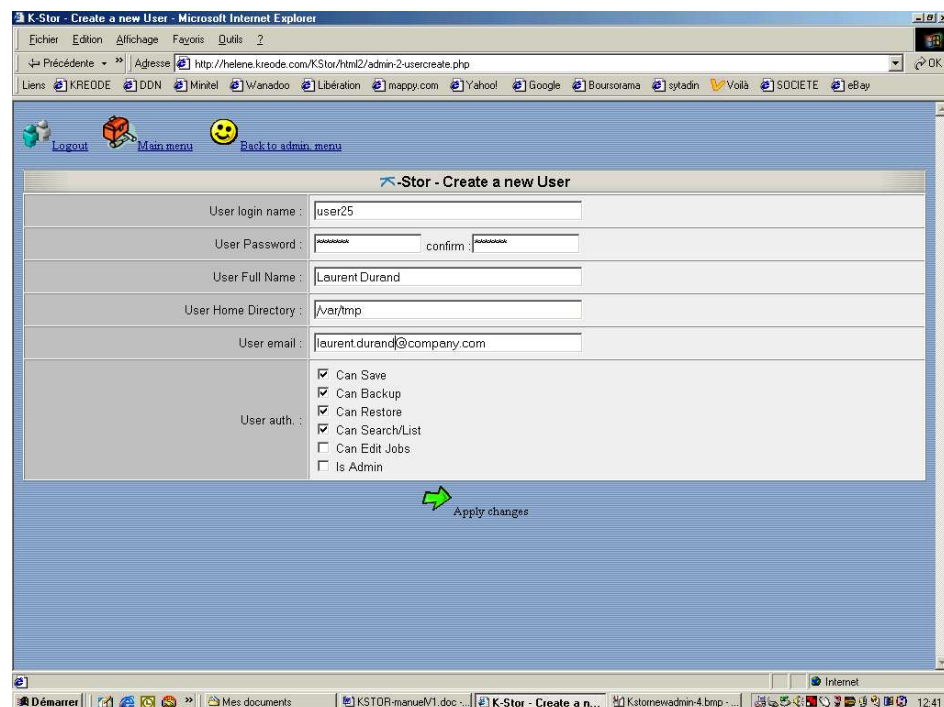 K-Stor - Create a new User - Microsoft Internet Explorer
Fichier Edition Affichage Favoris Outils ?
Précédente » Adresse http://helene.kreode.com/KStor/html2/admin-2-usercreate.php OK
Liens KREODE DDN Minitel Wanadoo Libération mappy.com Yahoo! Google Boursorama sytadin Voilà SOCIETE eBay
Logout Main menu Back to admin. menu
K-Stor - Create a new User
User login name : user25
User Password : ******* confirm : *******
User Full Name : Laurent Durand
User Home Directory : /var/tmp
User email : laurent.durand@company.com
User auth. :
Can Save
Can Backup
Can Restore
Can Search/List
Can Edit Jobs
Is Admin
Apply changes
Internet
Démarrer » Mes documents KSTOR-manuelV1.doc -... K-Stor - Create a n... Kstornewadmin-4.bmp - ... 12:41